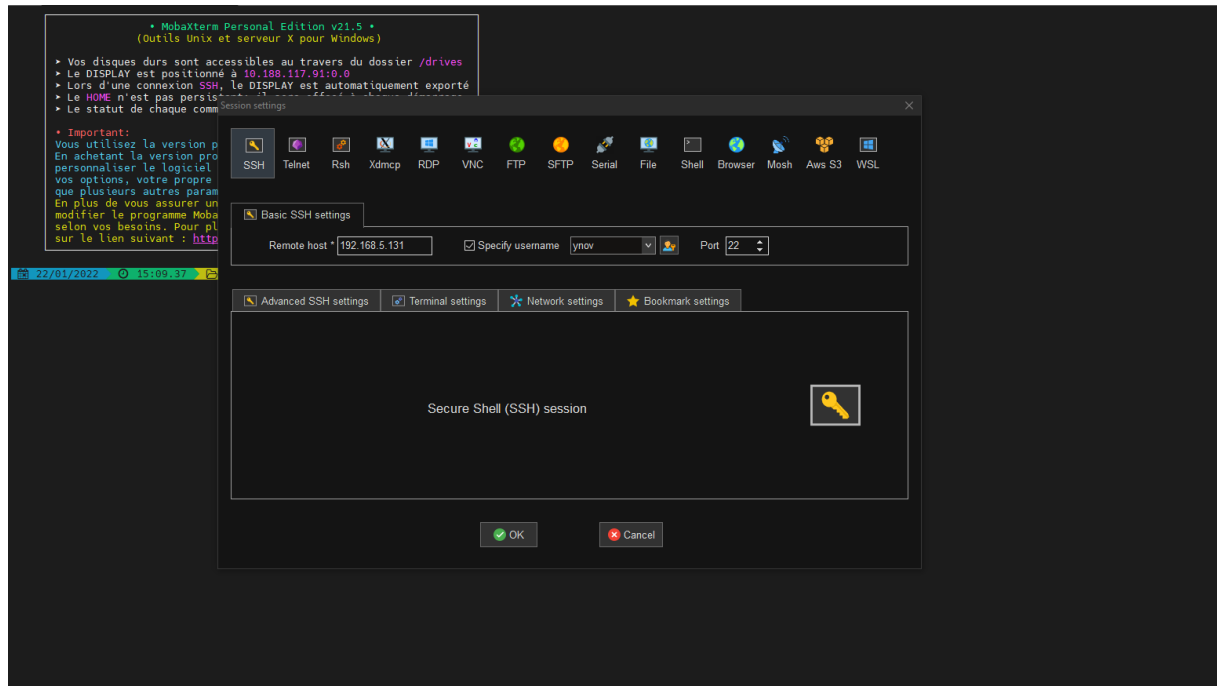 • MobaXterm Personal Edition v21.5 •
(Outils Unix et serveur X pour Windows)
➤ Vos disques durs sont accessibles au travers du dossier /drives
➤ Le DISPLAY est positionné à 10.188.117.91:0.0
➤ Lors d'une connexion SSH, le DISPLAY est automatiquement exporté
➤ Le HOME n'est pas
➤ Le statut de chaque comm
• Important:
Vous utilisez la version p
En achetant la version pro
personnaliser le logiciel
vos options, votre propre
que plusieurs autres param
En plus de vous assurer un
modifier le programme Moba
selon vos besoins. Pour pl
sur le lien suivant : http
22/01/2022 15:09.37
Session settings
SSH Telnet Rsh Xdmcp RDP VNC FTP SFTP Serial File Shell Browser Mosh Aws S3 WSL
Basic SSH settings
Remote host * 192.168.5.131 Specify username ynov Port 22
Advanced SSH settings Terminal settings Network settings Bookmark settings
Secure Shell (SSH) session
OK Cancel